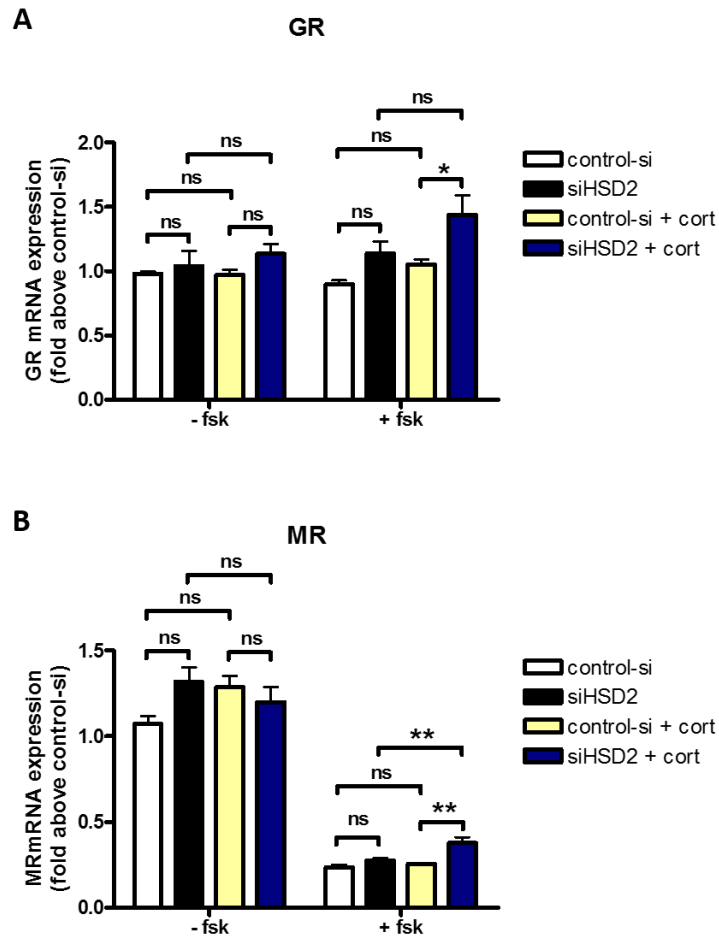 A
GR
ns
ns
ns
ns
*
ns
ns
ns
ns
2.0
1.5
1.0
0.5
0.0
GR mRNA expression
(fold above control-si)
- fsk
+ fsk
control-si
siHSD2
control-si + cort
siHSD2 + cort
B
MR
ns
ns
ns
ns
**
ns
**
ns
1.5
1.0
0.5
0.0
MRmRNA expression
(fold above control-si)
- fsk
+ fsk
control-si
siHSD2
control-si + cort
siHSD2 + cort